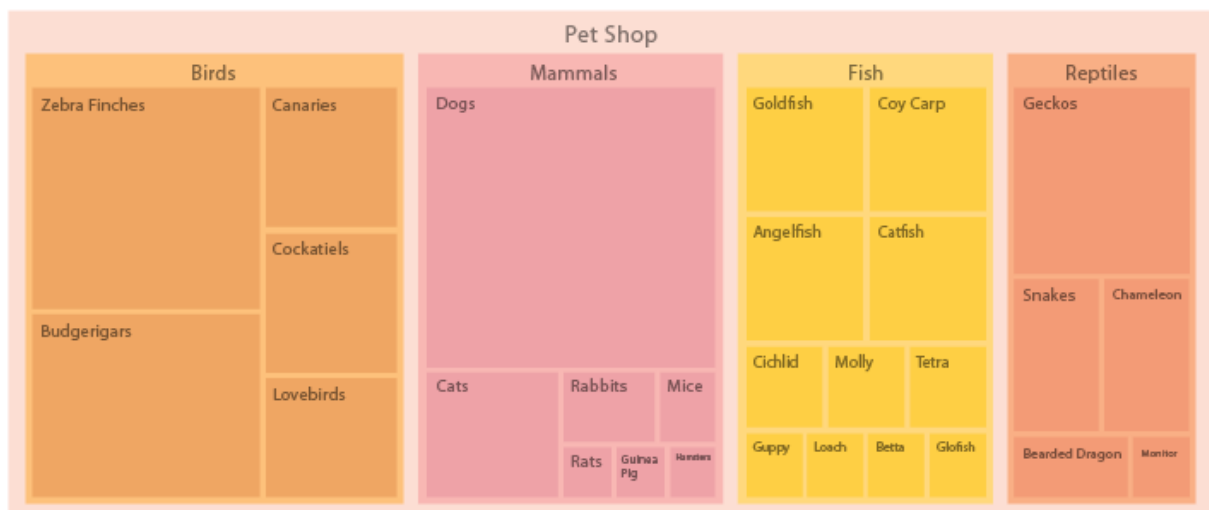 Pet Shop
Birds
Zebra Finches
Canaries
Cockatiels
Budgerigars
Lovebirds
Mammals
Dogs
Cats
Rabbits
Mice
Rats
Guinea
Pig
Hamsters
Fish
Goldfish
Coy Carp
Angelfish
Catfish
Cichlid
Molly
Tetra
Guppy
Loach
Betta
Glofish
Reptiles
Geckos
Snakes
Chameleon
Bearded Dragon
Monitor